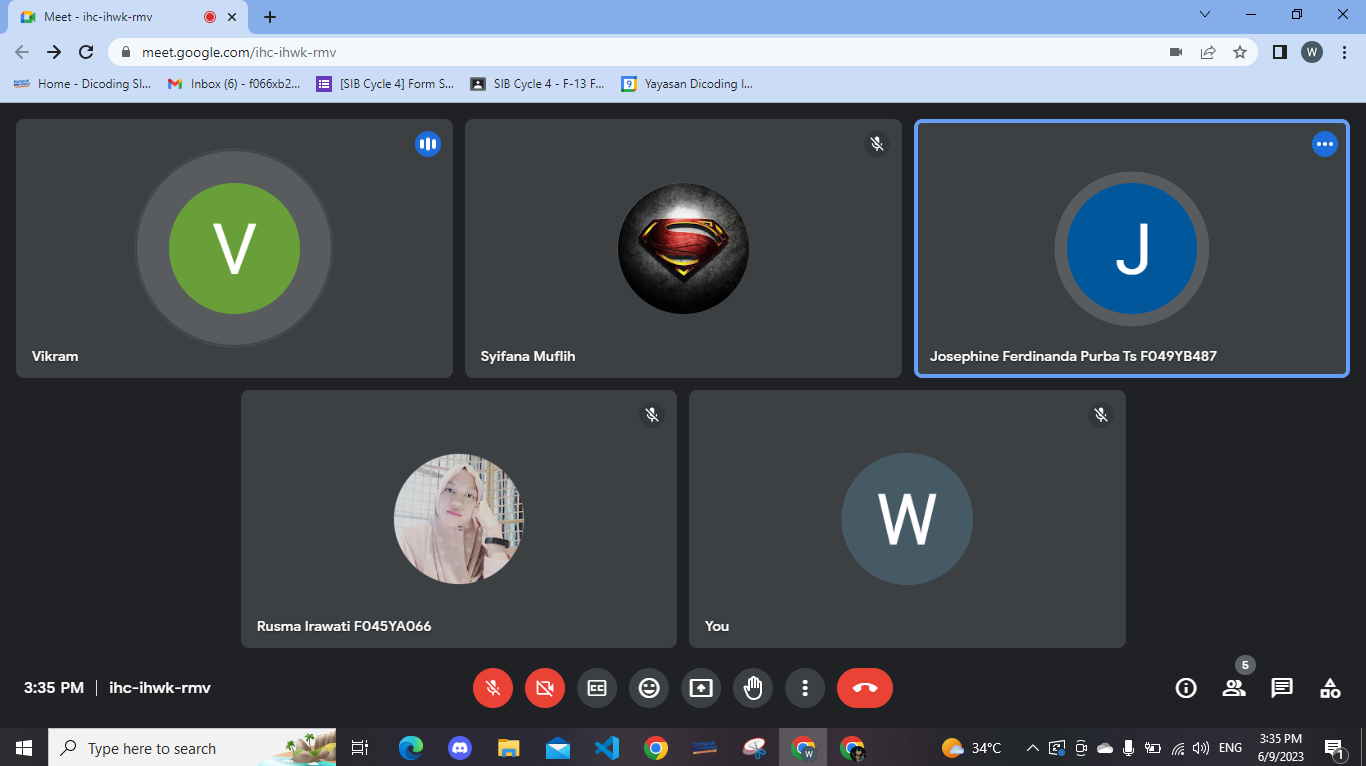 Meet - ihc-ihwk-rmv
meet.google.com/ihc-ihwk-rmv
W
Home - Dicoding SI...
Inbox (6) - f066xb2...
[SIB Cycle 4] Form S...
SIB Cycle 4 - F-13 F...
9
Yayasan Dicoding I...
V
Vikram
Syifana Muflih
J
Josephine Ferdinanda Purba Ts F049YB487
Rusma Irawati F045YA066
W
You
3:35 PM
ihc-ihwk-rmv
CC
5
Type here to search
W
34°C
ENG
3:35 PM
6/9/2023
1